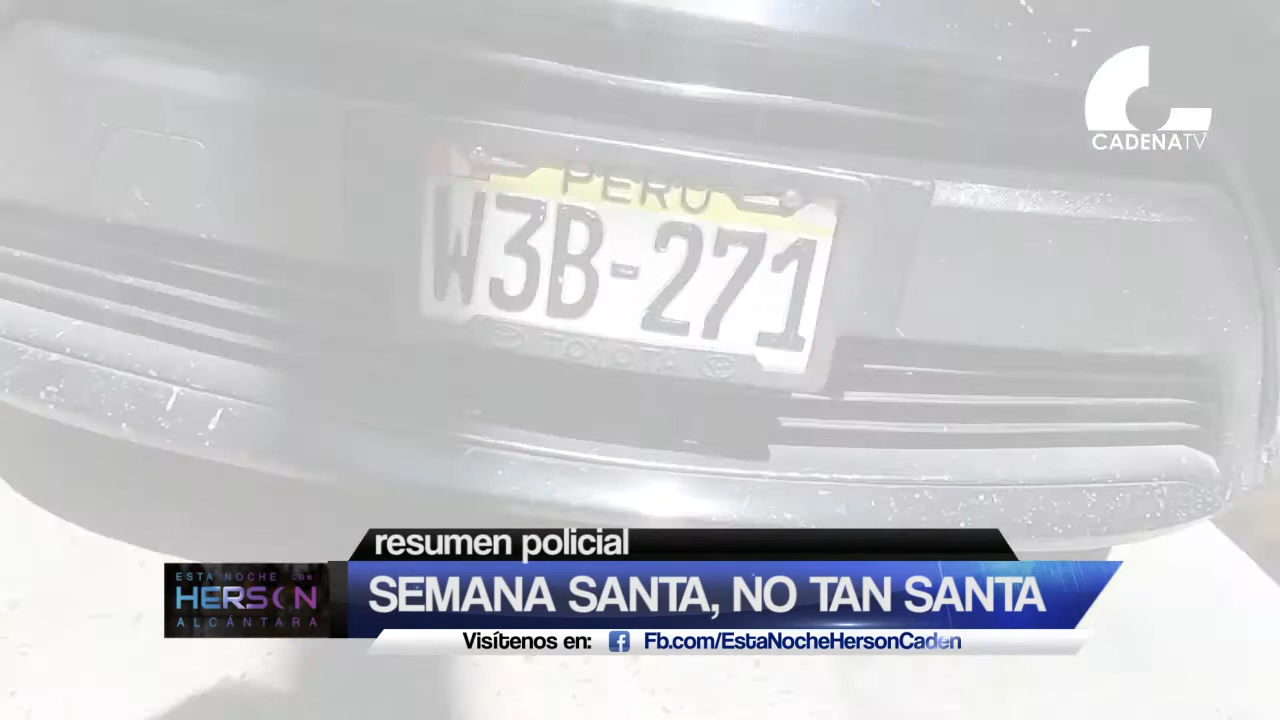 CADENATV
PERÚ
W3B-271
TOYOTA
resumen policial
ESTA NOCHE CON
HERSON
ALCÁNTARA
SEMANA SANTA, NO TAN SANTA
Visítenos en: Fb.com/EstaNocheHersonCaden